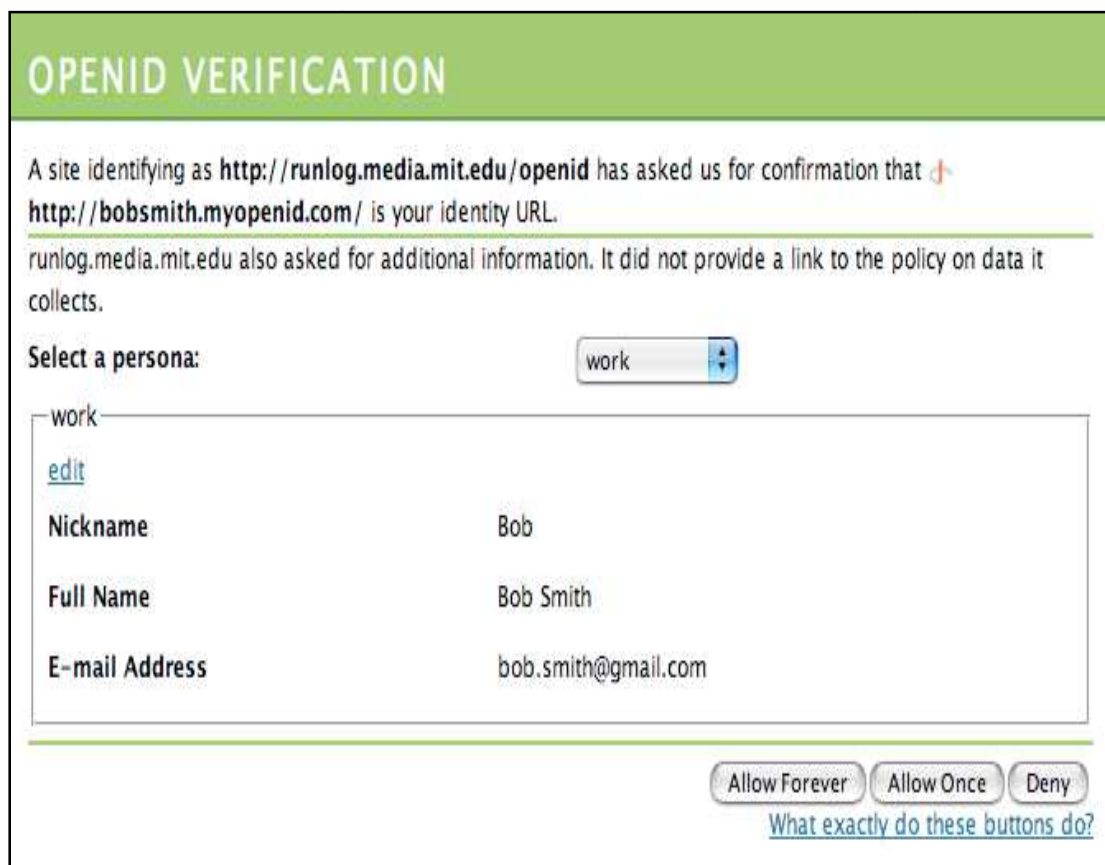 OPENID VERIFICATION
A site identifying as http://runlog.media.mit.edu/openid has asked us for confirmation that
http://bobsmith.myopenid.com/ is your identity URL.
runlog.media.mit.edu also asked for additional information. It did not provide a link to the policy on data it
collects.
Select a persona: work
work
edit
Nickname Bob
Full Name Bob Smith
E-mail Address bob.smith@gmail.com
Allow Forever Allow Once Deny
What exactly do these buttons do?